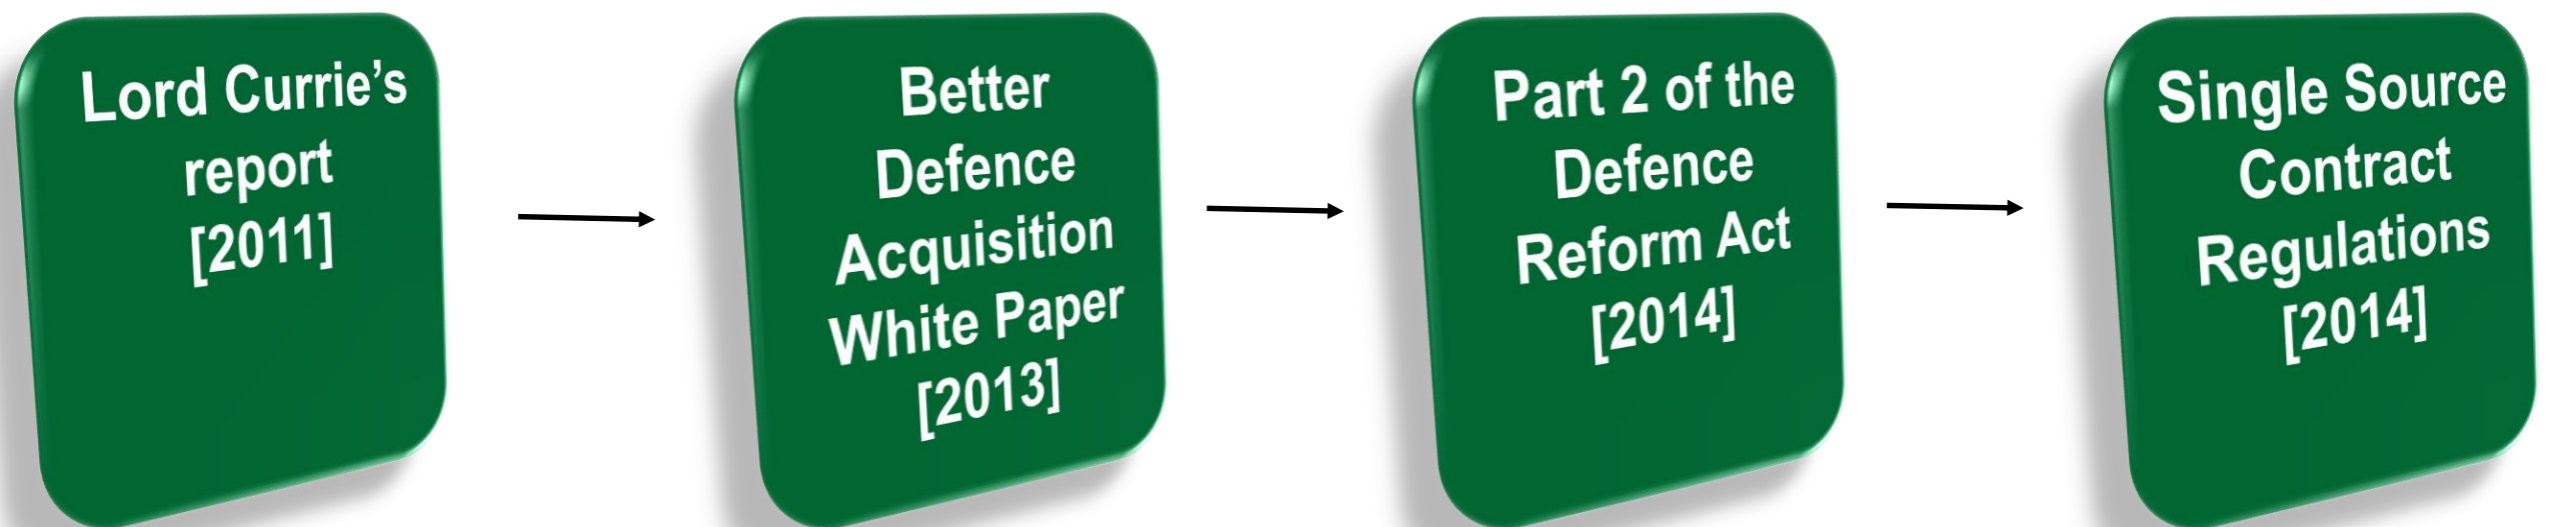 Lord Currie’s
report
[2011]
Better
Defence
Acquisition
White Paper
[2013]
Part 2 of the
Defence
Reform Act
[2014]
Single Source
Contract
Regulations
[2014]